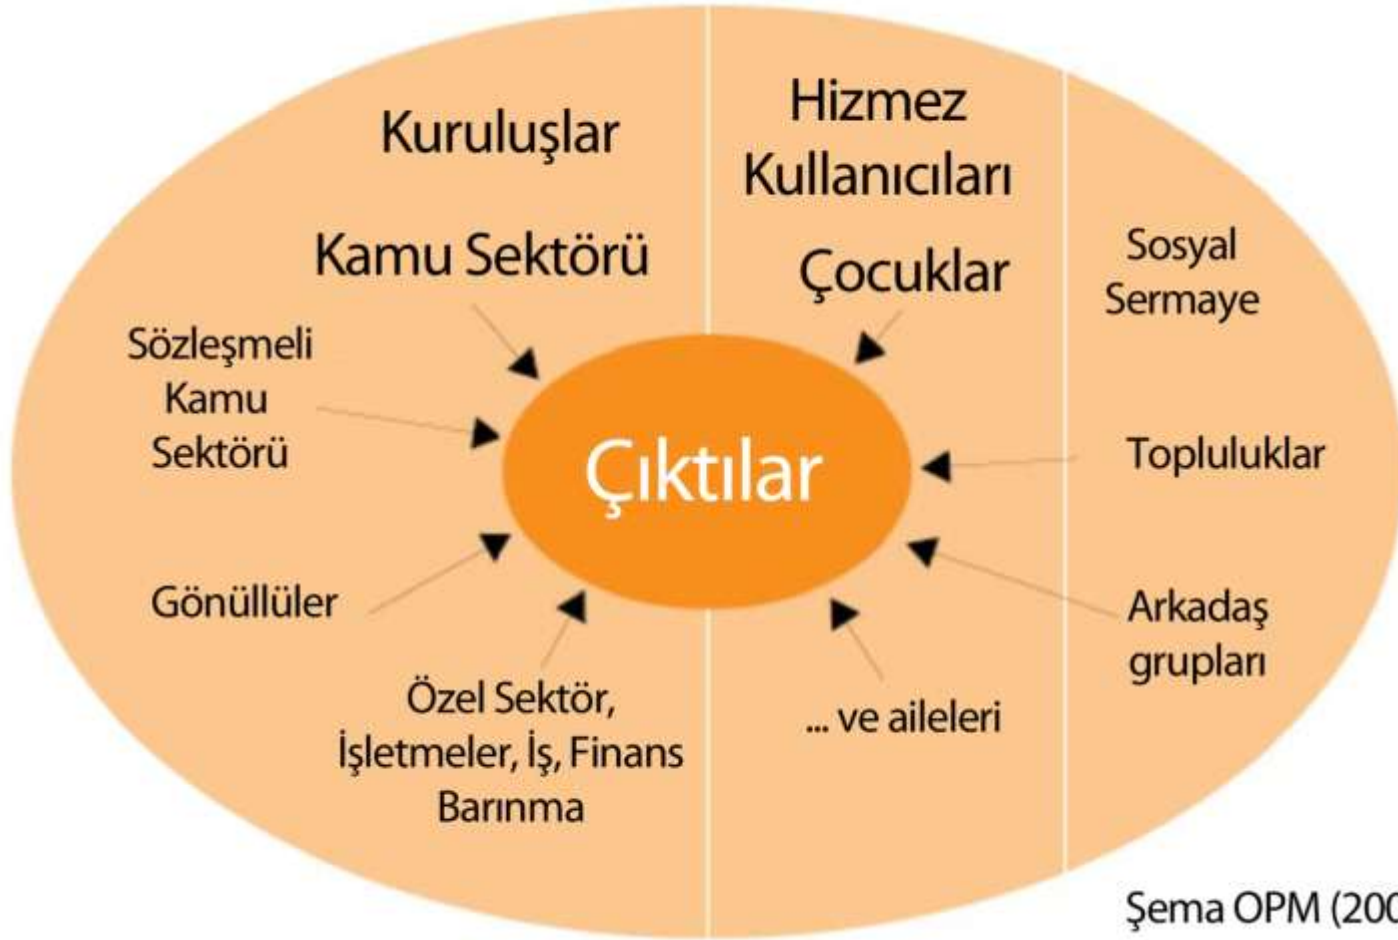 Kuruluşlar
Kamu Sektörü
Sözleşmeli
Kamu
Sektörü
Gönüllüler
Özel Sektör,
İşletmeler, İş, Finans
Barınma
Çıktılar
Hizmez
Kullanıcıları
Çocuklar
... ve aileleri
Sosyal
Sermaye
Topluluklar
Arkadaş
grupları
Şema OPM (200